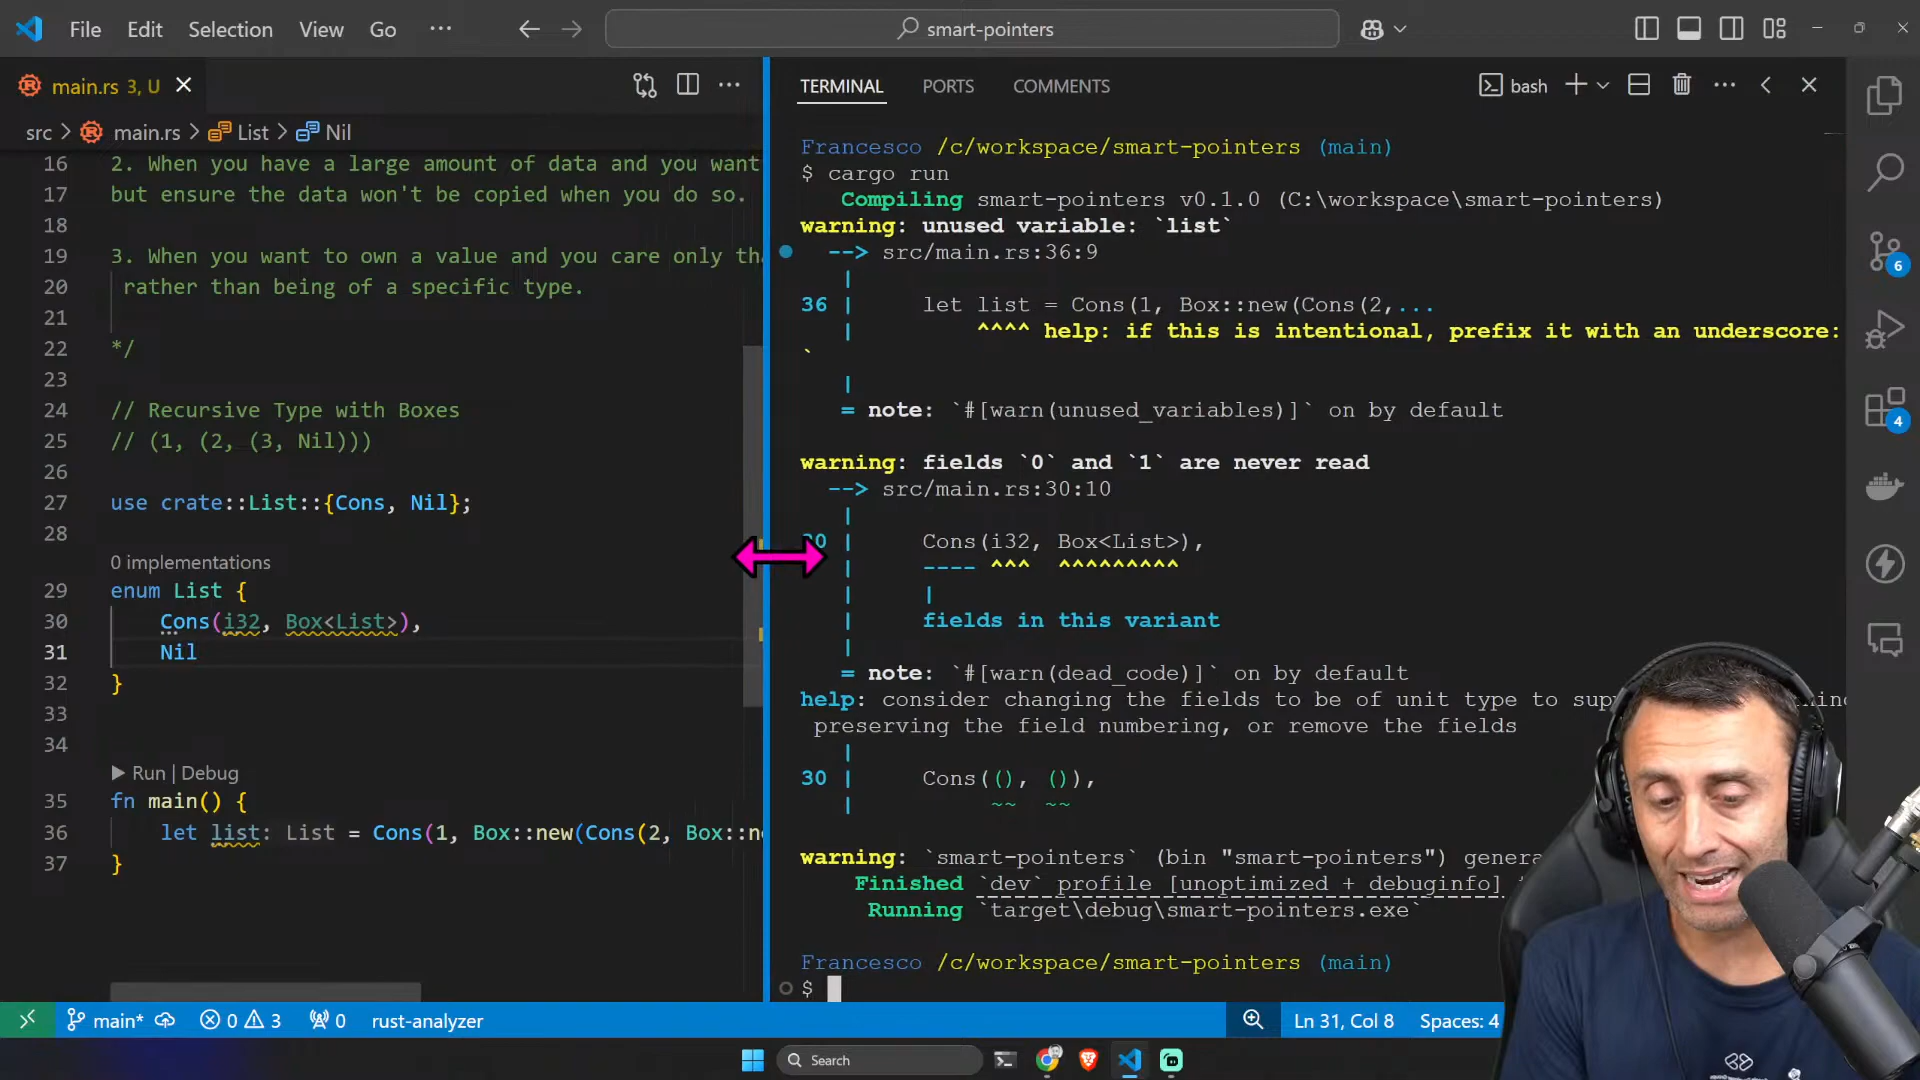 File Edit Selection View Go ··· smart-pointers
main.rs 3, U
src > main.rs > List > Nil
16 2. When you have a large amount of data and you want
17 but ensure the data won't be copied when you do so.
18
19 3. When you want to own a value and you care only
20 rather than being of a specific type.
21
22 */
23
24 // Recursive Type with Boxes
25 // (1, (2, (3, Nil)))
26
27 use crate::List::{Cons, Nil};
28
0 implementations
29 enum List {
30 Cons(i32, Box<List>),
31 Nil
32 }
33
34
Run | Debug
35 fn main() {
36 let list: List = Cons(1, Box::new(Cons(2, Box::
37 }
TERMINAL PORTS COMMENTS bash
Francesco /c/workspace/smart-pointers (main)
$ cargo run
Compiling smart-pointers v0.1.0 (C:\workspace\smart-pointers)
warning: unused variable: `list`
--> src/main.rs:36:9
|
36 | let list = Cons(1, Box::new(Cons(2,...
| ^^^^ help: if this is intentional, prefix it with an underscore:
`
|
= note: `#[warn(unused_variables)]` on by default
warning: fields `0` and `1` are never read
--> src/main.rs:30:10
|
30 | Cons(i32, Box<List>),
| ---- ^^^ ^^^^^^^^^
| |
| fields in this variant
|
= note: `#[warn(dead_code)]` on by default
help: consider changing the fields to be of unit type to
preserving the field numbering, or remove the fields
|
30 | Cons((), ()),
| ~~ ~~
warning: `smart-pointers` (bin "smart-pointers")
Finished `dev` profile [unoptimized + debuginfo]
Running `target\debug\smart-pointers.exe`
Francesco /c/workspace/smart-pointers (main)
$
6
4
main* 0 3 0 rust-analyzer Ln 31, Col 8 Spaces: 4
Search